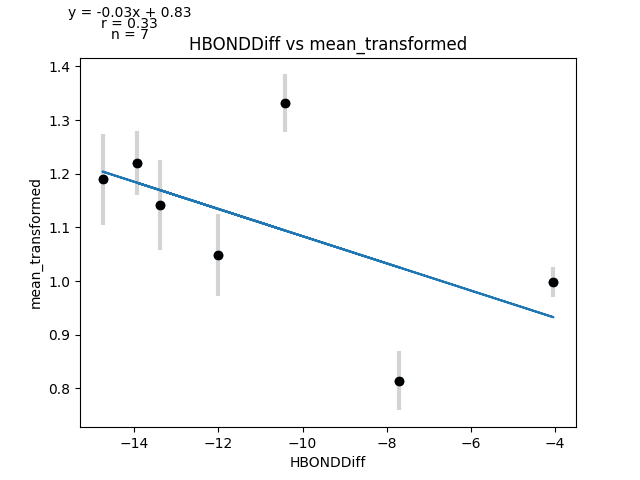 y = -0.03x + 0.83
r = 0.33
n = 7
HBONDDiff vs mean_transformed
1.4
1.3
1.2
1.1
1.0
0.9
0.8
mean_transformed
−14
−12
−10
−8
−6
−4
HBONDDiff